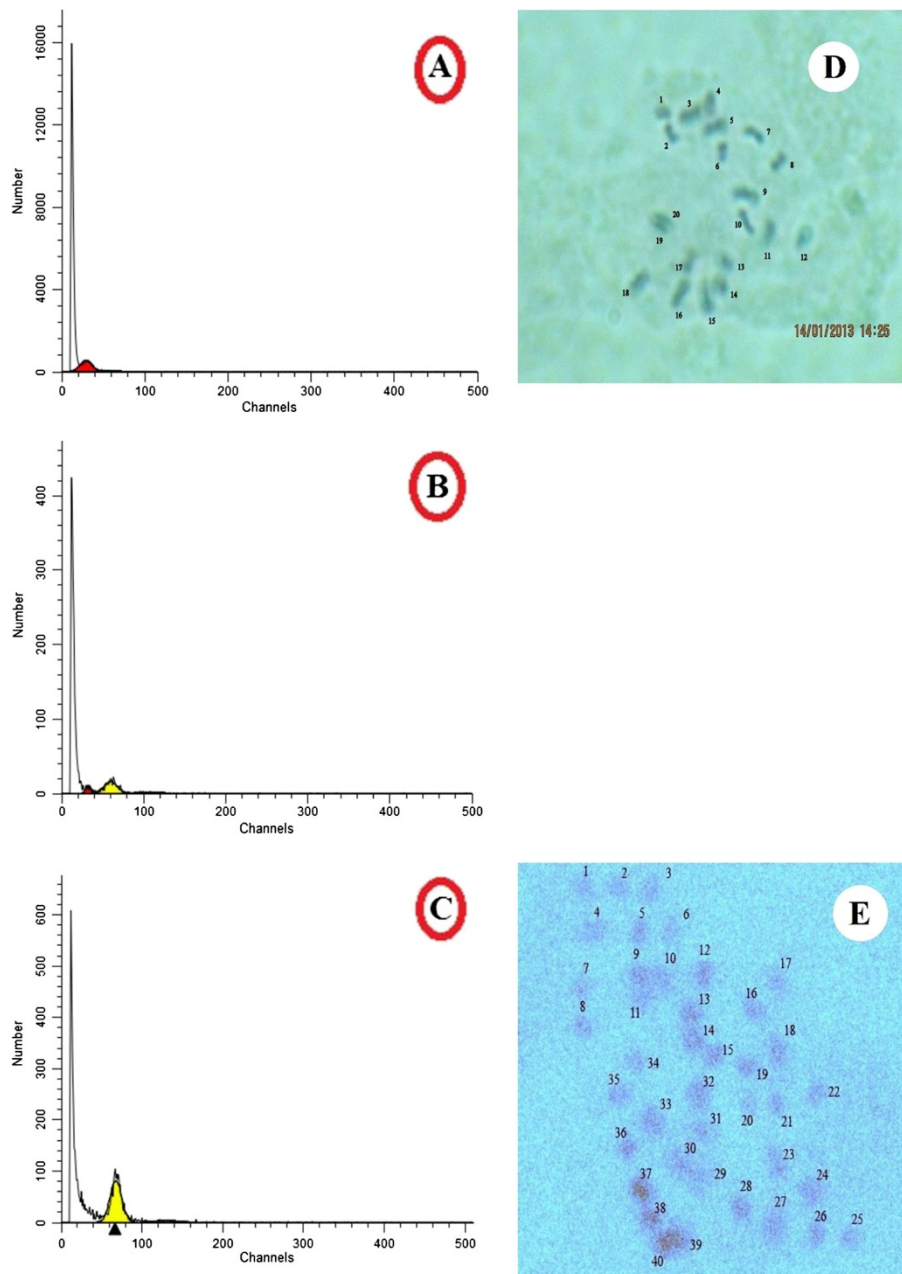 A
Number
16000
12000
8000
4000
0
0 100 200 300 400 500
Channels
D
1 2 3 4 5 6 7 8 9 10 11 12 13 14 15 16 17 18 19 20
14/01/2013 14:25
B
Number
400
300
200
100
0
0 100 200 300 400 500
Channels
C
Number
600
500
400
300
200
100
0
0 100 200 300 400 500
Channels
E
1 2 3
4 5 6
7 9 10 12 17
8 11 13 16
14 18
34 15 19
35 32 20 21 22
33 31
36 30 29 23
37 28 24
38 27 26 25
40 39